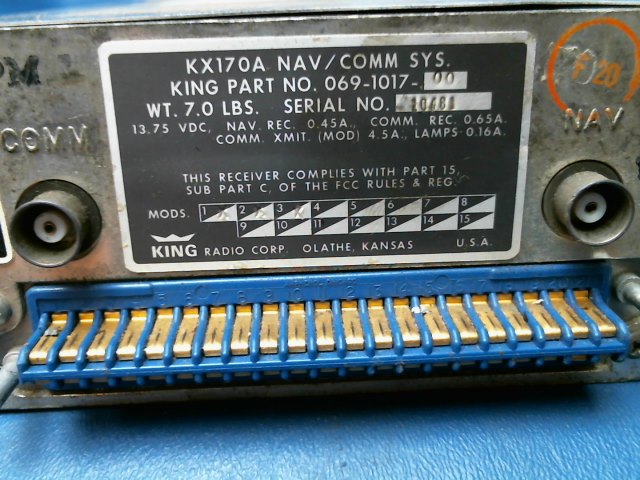 KX170A NAV/COMM SYS.
KING PART NO. 069-1017-00
WT. 7.0 LBS. SERIAL NO.
13.75 VDC, NAV. REC. 0.45A., COMM. REC. 0.65A.
COMM. XMIT. (MOD) 4.5A., LAMPS-0.16A.
THIS RECEIVER COMPLIES WITH PART 15,
SUB PART C, OF THE FCC RULES & REG.
MODS. 1 2 3 4 5 6 7 8
9 10 11 12 13 14 15
KING RADIO CORP. OLATHE, KANSAS U.S.A.
COMM
NAV